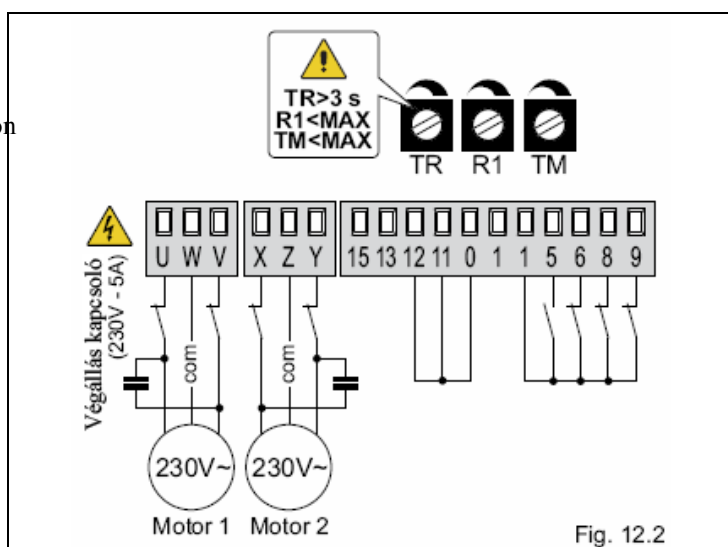 TR>3 s
R1<MAX
TM<MAX
TR R1 TM
U W V X Z Y 15 13 12 11 0 1 1 5 6 8 9
Végállás kapcsoló
(230V - 5A)
com com
230V~ 230V~
Motor 1 Motor 2
Fig. 12.2